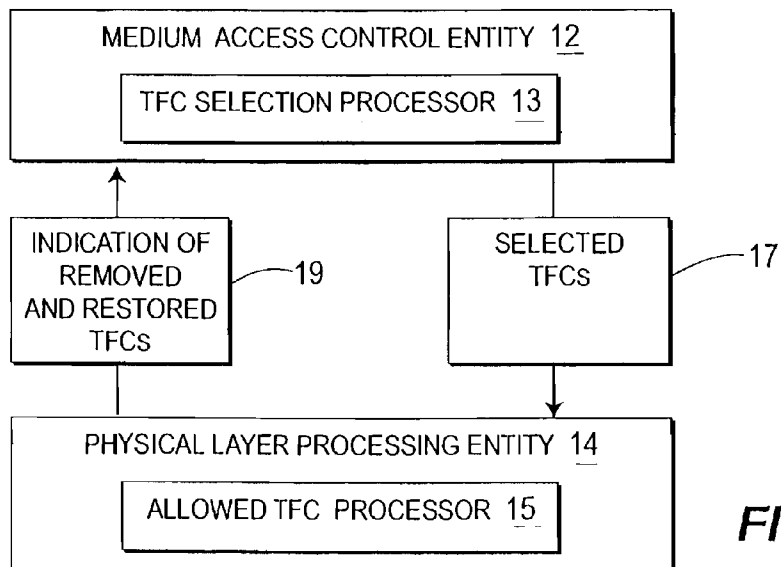 MEDIUM ACCESS CONTROL ENTITY 12
TFC SELECTION PROCESSOR 13
INDICATION OF
REMOVED
AND RESTORED
TFCs
19
SELECTED
TFCs
17
PHYSICAL LAYER PROCESSING ENTITY 14
ALLOWED TFC PROCESSOR 15
FI